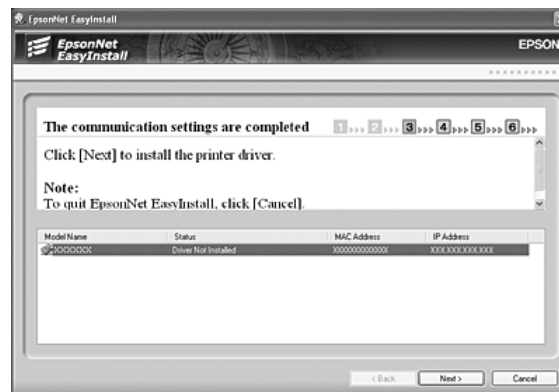 EpsonNet EasyInstall
EpsonNet
EasyInstall
EPSON
The communication settings are completed
1 2 3 4 5 6
Click [Next] to install the printer driver.
Note:
To quit EpsonNet EasyInstall, click [Cancel].
Model Name Status MAC Address IP Address
XXXXXXX Driver Not Installed XXXXXXXXXXXX XXX.XXX.XXX.XXX
< Back Next > Cancel